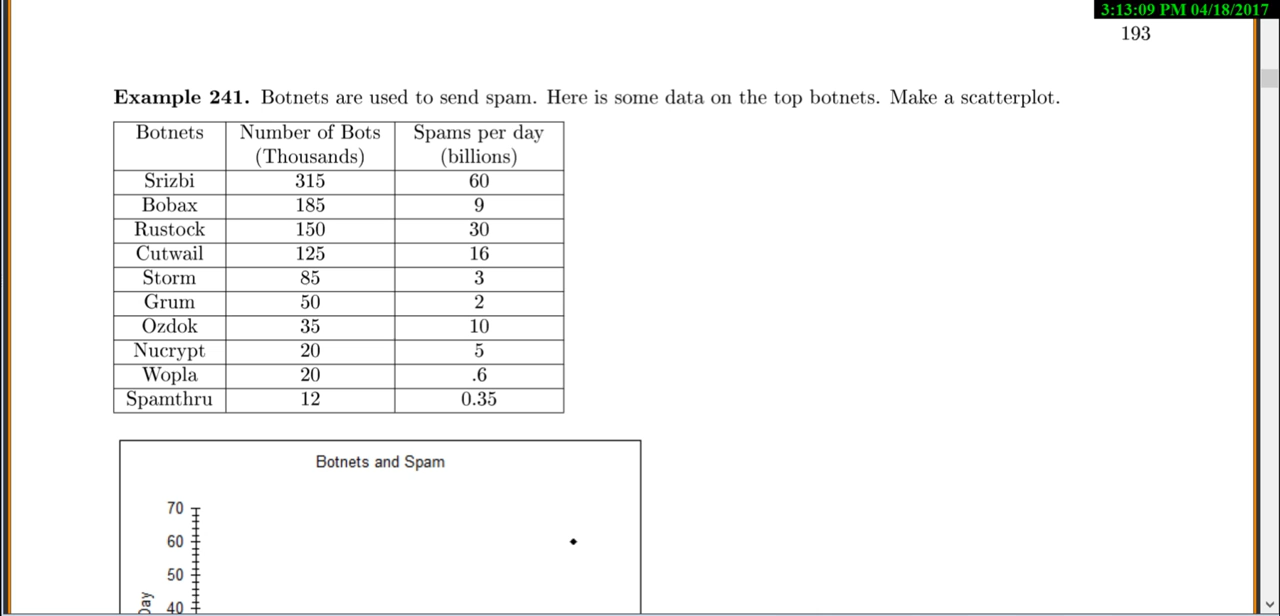 3:13:09 PM 04/18/2017
193
Example 241. Botnets are used to send spam. Here is some data on the top botnets. Make a scatterplot.
Botnets Number of Bots Spams per day
(Thousands) (billions)
Srizbi 315 60
Bobax 185 9
Rustock 150 30
Cutwail 125 16
Storm 85 3
Grum 50 2
Ozdok 35 10
Nucrypt 20 5
Wopla 20 .6
Spamthru 12 0.35
Botnets and Spam
70
60
50
40
Day